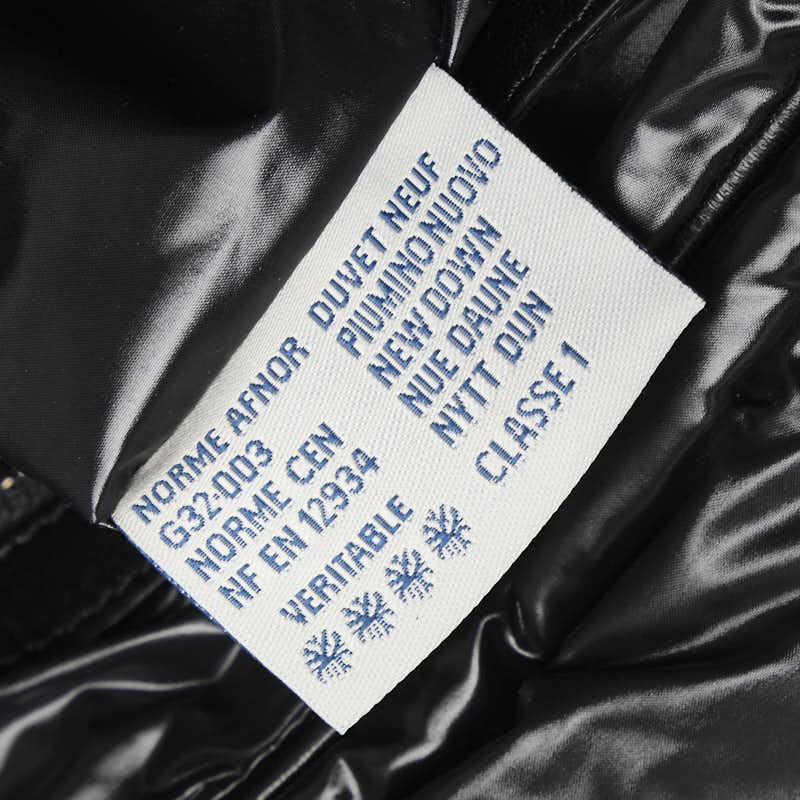 NORME AFNOR
G32-003
NORME CEN
NF EN 12934
VERITABLE
DUVET NEUF
PIUMINO NUOVO
NEW DOWN
NUE DAUNE
NYTT DUN
CLASSE 1